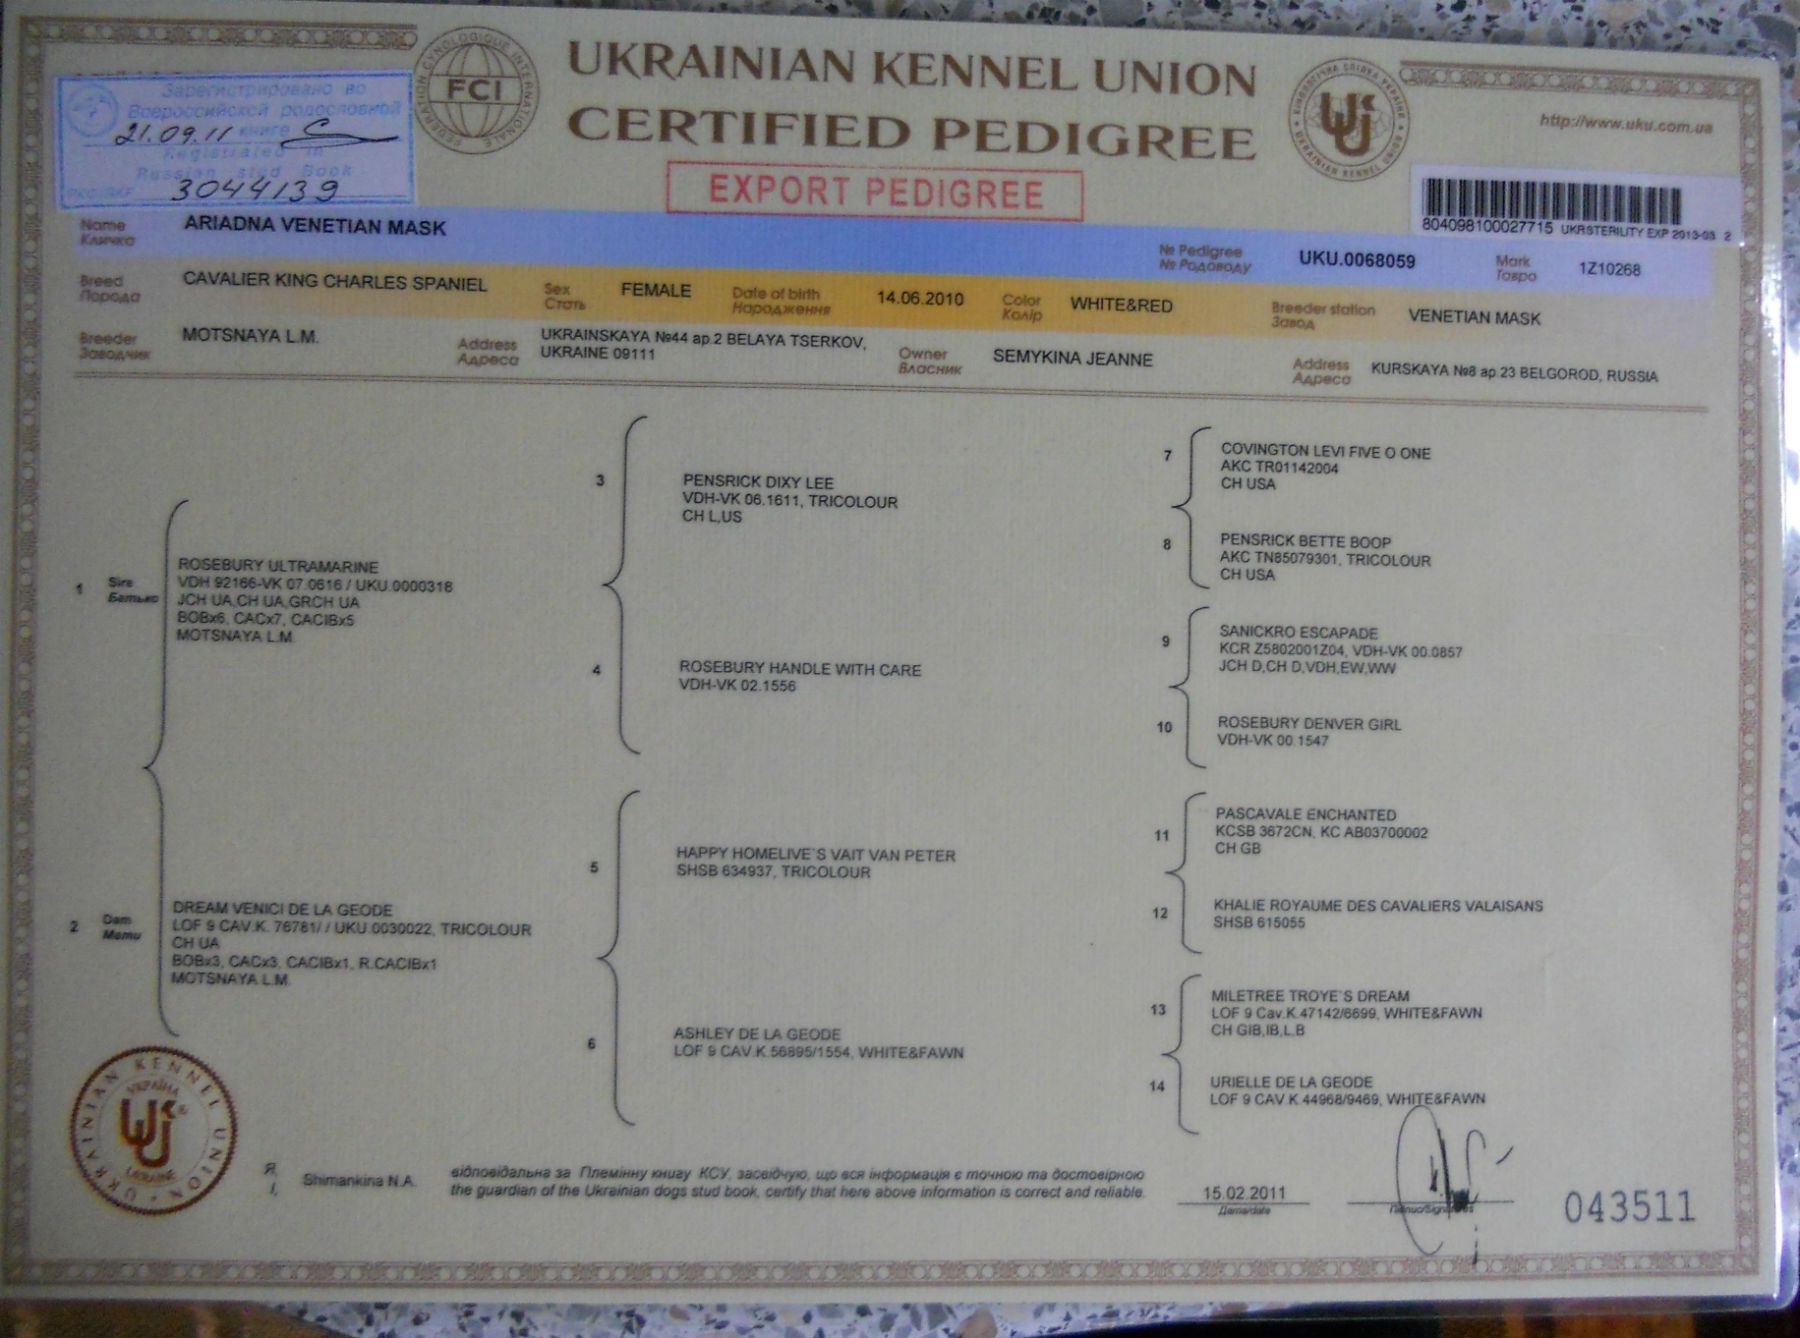 UKRAINIAN KENNEL UNION
CERTIFIED PEDIGREE
EXPORT PEDIGREE
FEDERATION CYNOLOGIQUE INTERNATIONALE
FCI
http://www.uku.com.ua
Зарегистрировано во
Всероссийской родословной
21.09.11 книге
Registrated in
Russian stud Book
3044139
804098100027715 UKRSTERILITY EXP 2013-03 2
Name ARIADNA VENETIAN MASK № Pedigree UKU.0068059 Mark 1Z10268
Кличка № Родоводу Тавро
Breed CAVALIER KING CHARLES SPANIEL Sex FEMALE Date of birth 14.06.2010 Color WHITE&RED Breeder station VENETIAN MASK
Порода Стать Народження Колір Завод
Breeder MOTSNAYA L.M. Address UKRAINSKAYA №44 ap.2 BELAYA TSERKOV, UKRAINE 09111 Owner SEMYKINA JEANNE Address KURSKAYA №8 ap.23 BELGOROD, RUSSIA
Заводчик Адреса Власник Адреса
1 Sire
Батько
ROSEBURY ULTRAMARINE
VDH 92166-VK 07.0616 / UKU.0000318
JCH UA,CH UA,GRCH UA
BOBx6, CACx7, CACIBx5
MOTSNAYA L.M.
2 Dam
Мати
DREAM VENICI DE LA GEODE
LOF 9 CAV.K. 76781/ / UKU 0030022, TRICOLOUR
CH UA
BOBx3, CACx3, CACIBx1, R.CACIBx1
MOTSNAYA L.M.
3
PENSRICK DIXY LEE
VDH-VK 06.1611, TRICOLOUR
CH L,US
4
ROSEBURY HANDLE WITH CARE
VDH-VK 02.1556
5
HAPPY HOMELIVE`S VAIT VAN PETER
SHSB 634937, TRICOLOUR
6
ASHLEY DE LA GEODE
LOF 9 CAV.K.56895/1554, WHITE&FAWN
7
COVINGTON LEVI FIVE O ONE
AKC TR01142004
CH USA
8
PENSRICK BETTE BOOP
AKC TN85079301, TRICOLOUR
CH USA
9
SANICKRO ESCAPADE
KCR Z5802001Z04, VDH-VK 00.0857
JCH D,CH D,VDH,EW,WW
10
ROSEBURY DENVER GIRL
VDH-VK 00.1547
11
PASCAVALE ENCHANTED
KCSB 3672CN, KC AB03700002
CH GB
12
KHALIE ROYAUME DES CAVALIERS VALAISANS
SHSB 615055
13
MILETREE TROYE`S DREAM
LOF 9 Cav.K.47142/6699, WHITE&FAWN
CH GIB,IB,L,B
14
URIELLE DE LA GEODE
LOF 9 CAV K 44968/9469, WHITE&FAWN
UKRAINIAN KENNEL UNION
УКРАЇНА
UKRAINE
Я, Shimankina N.A. відповідальна за Племінну книгу КСУ, засвідчую, що вся інформація є точною та достовірною
I, the guardian of the Ukrainian dogs stud book, certify that here above information is correct and reliable.
15.02.2011
Дата/date
Підпис/Signature
043511